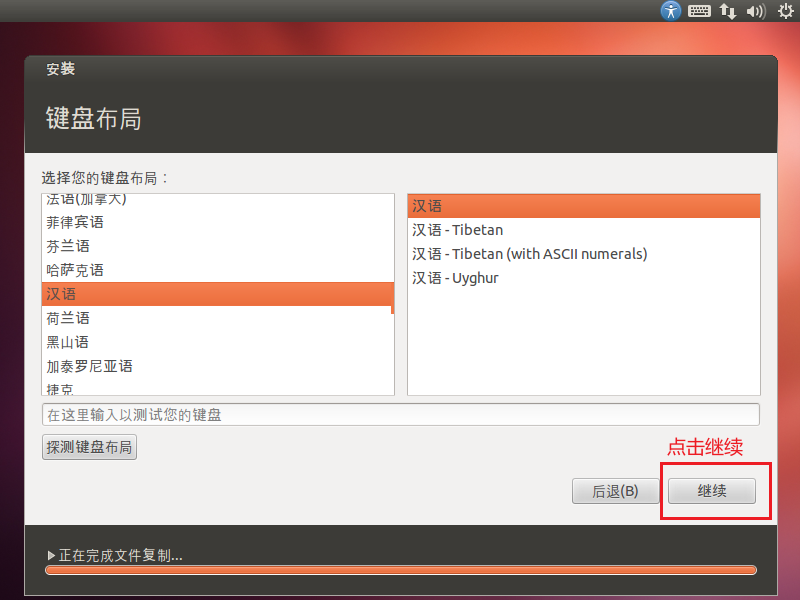 安装
键盘布局
选择您的键盘布局：
法语(加拿大)
菲律宾语
芬兰语
哈萨克语
汉语
荷兰语
黑山语
加泰罗尼亚语
捷克
汉语
汉语 - Tibetan
汉语 - Tibetan (with ASCII numerals)
汉语 - Uyghur
在这里输入以测试您的键盘
探测键盘布局
点击继续
后退(B)
继续
正在完成文件复制...